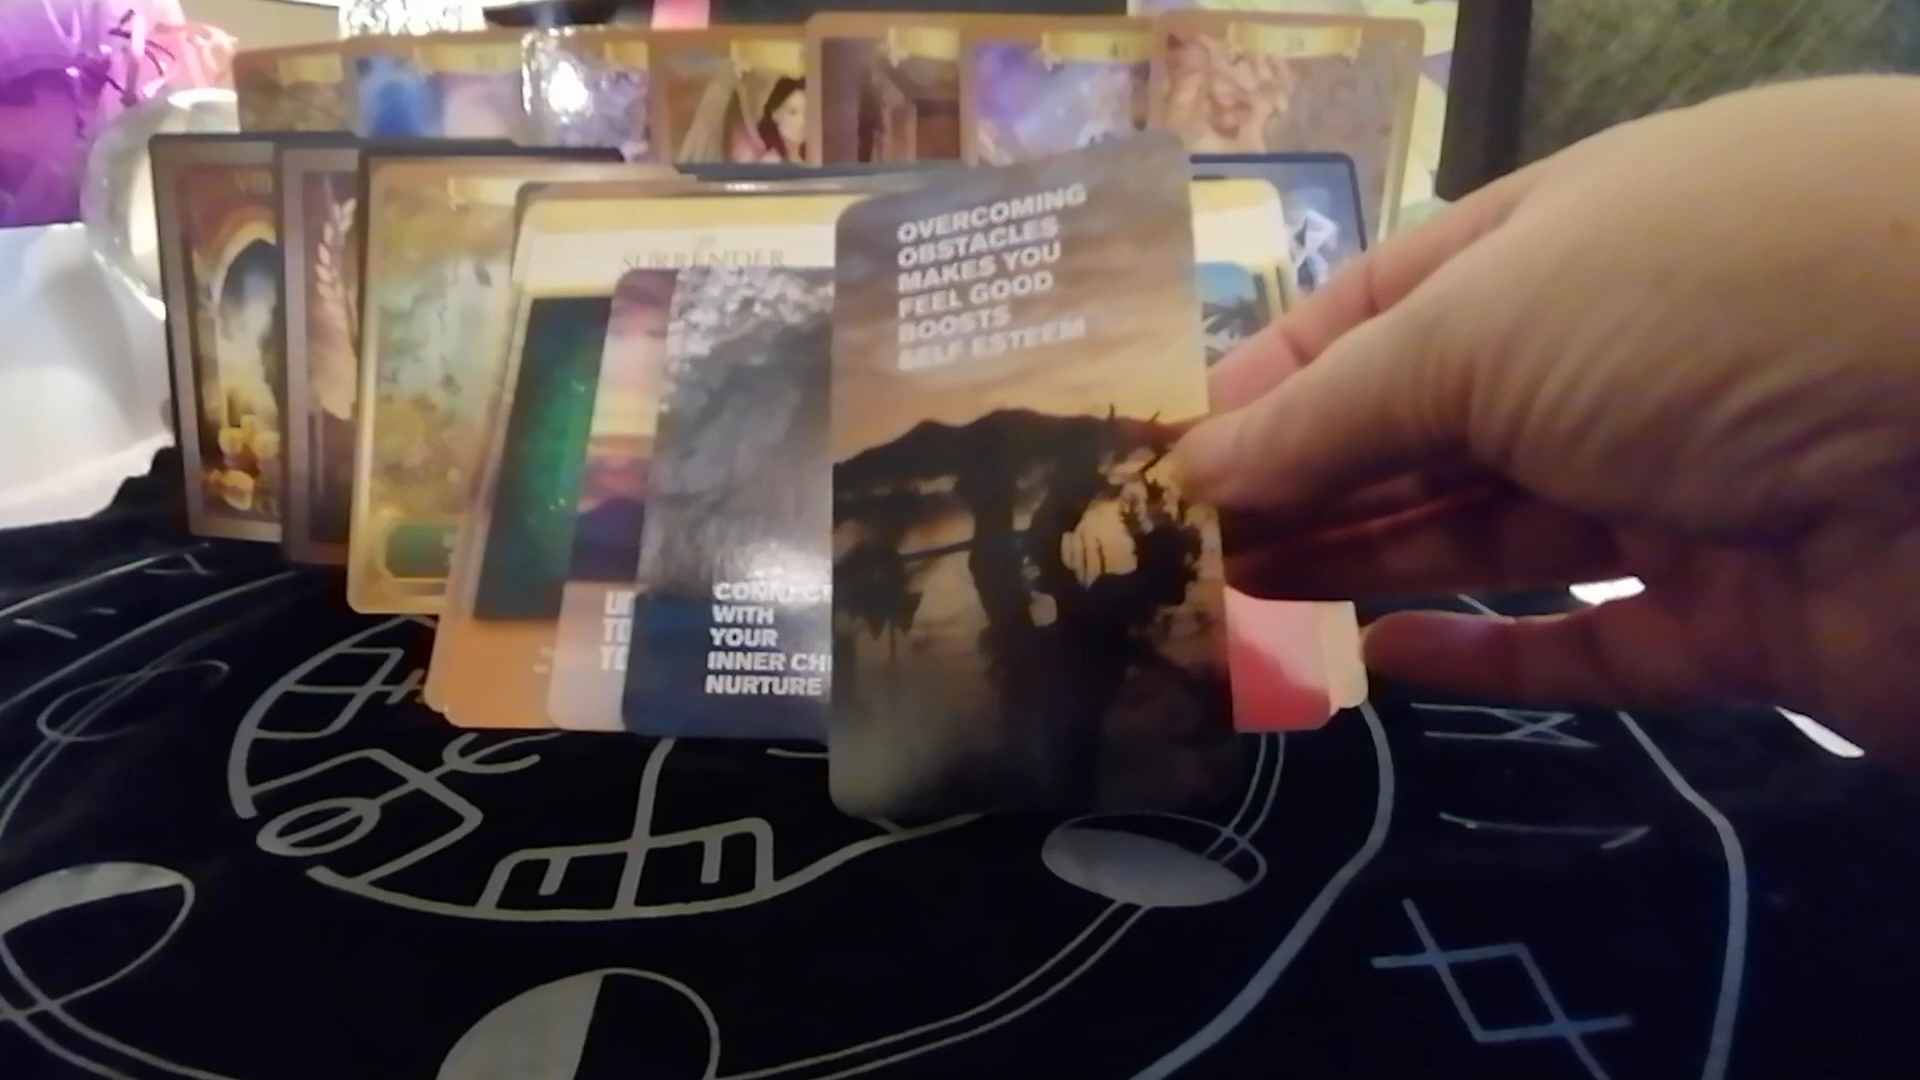 SURRENDER
OVERCOMING
OBSTACLES
MAKES YOU
FEEL GOOD
BOOSTS
SELF ESTEEM
CONNECT
WITH
YOUR
INNER CHI
NURTURE